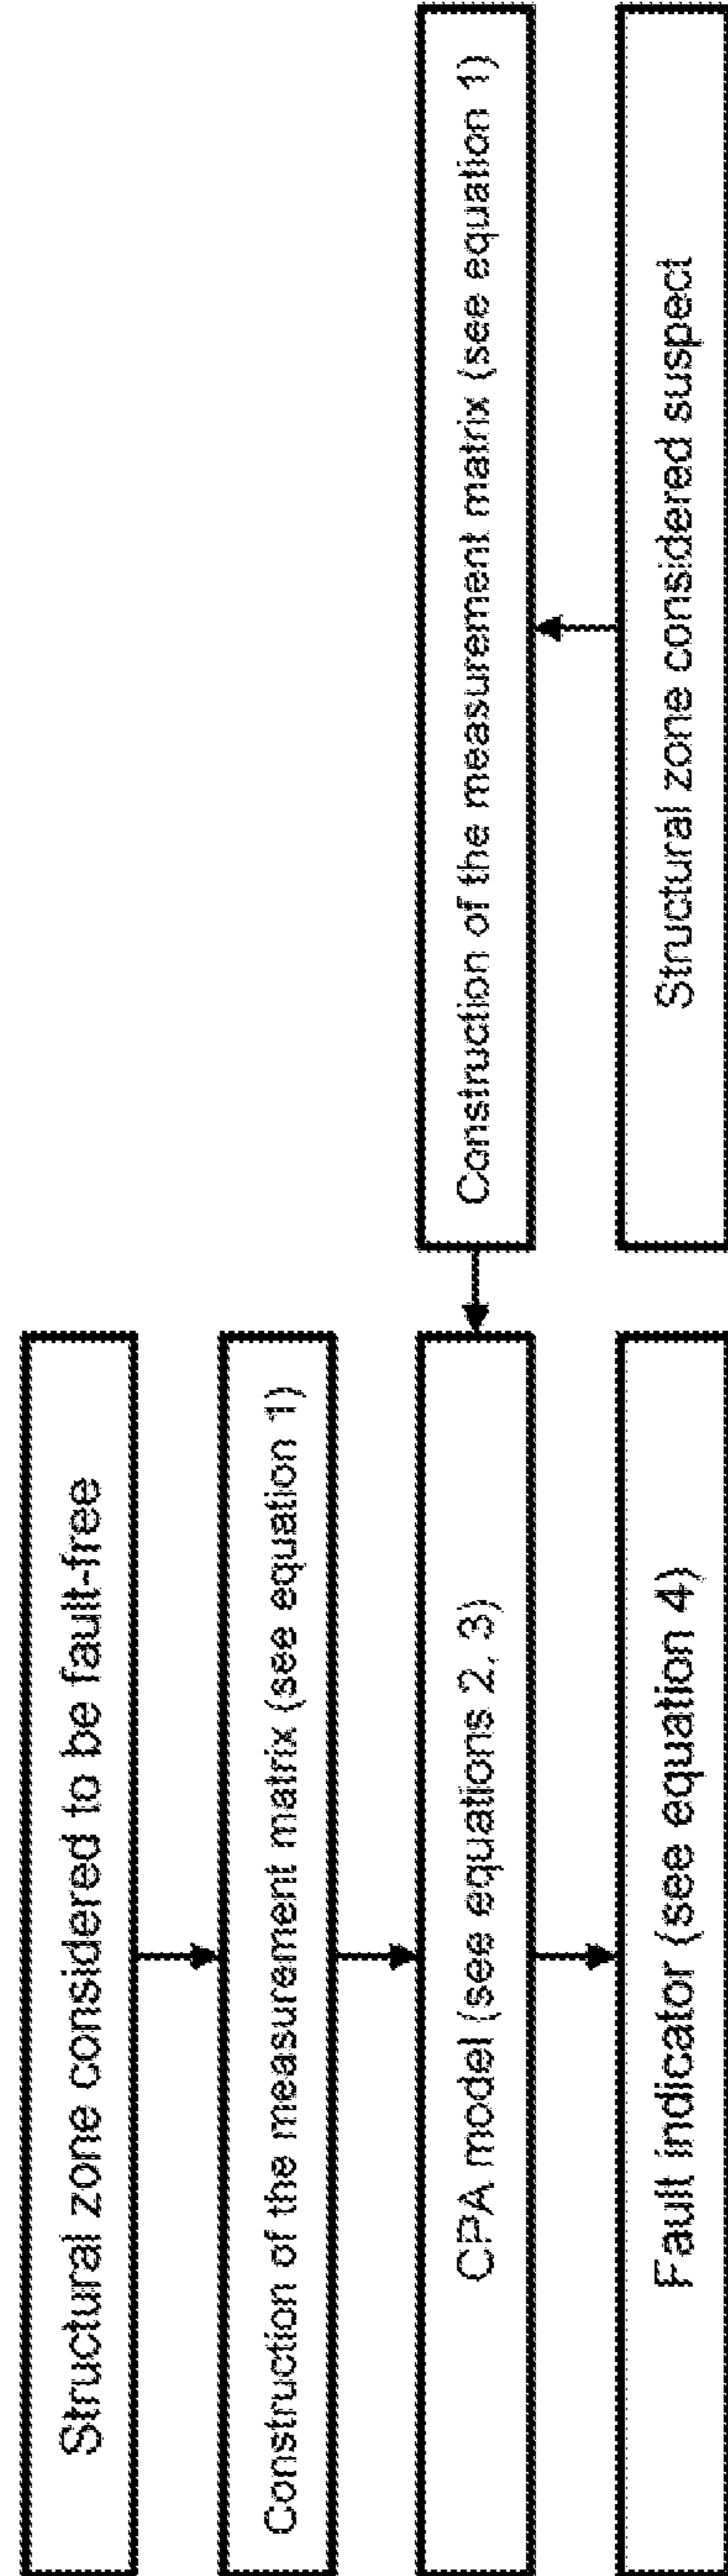 Structural zone considered to be fault-free
Construction of the measurement matrix (see equation 1)
CPA model (see equations 2, 3)
Construction of the measurement matrix (see equation 1)
Fault indicator (see equation 4)
Structural zone considered suspect